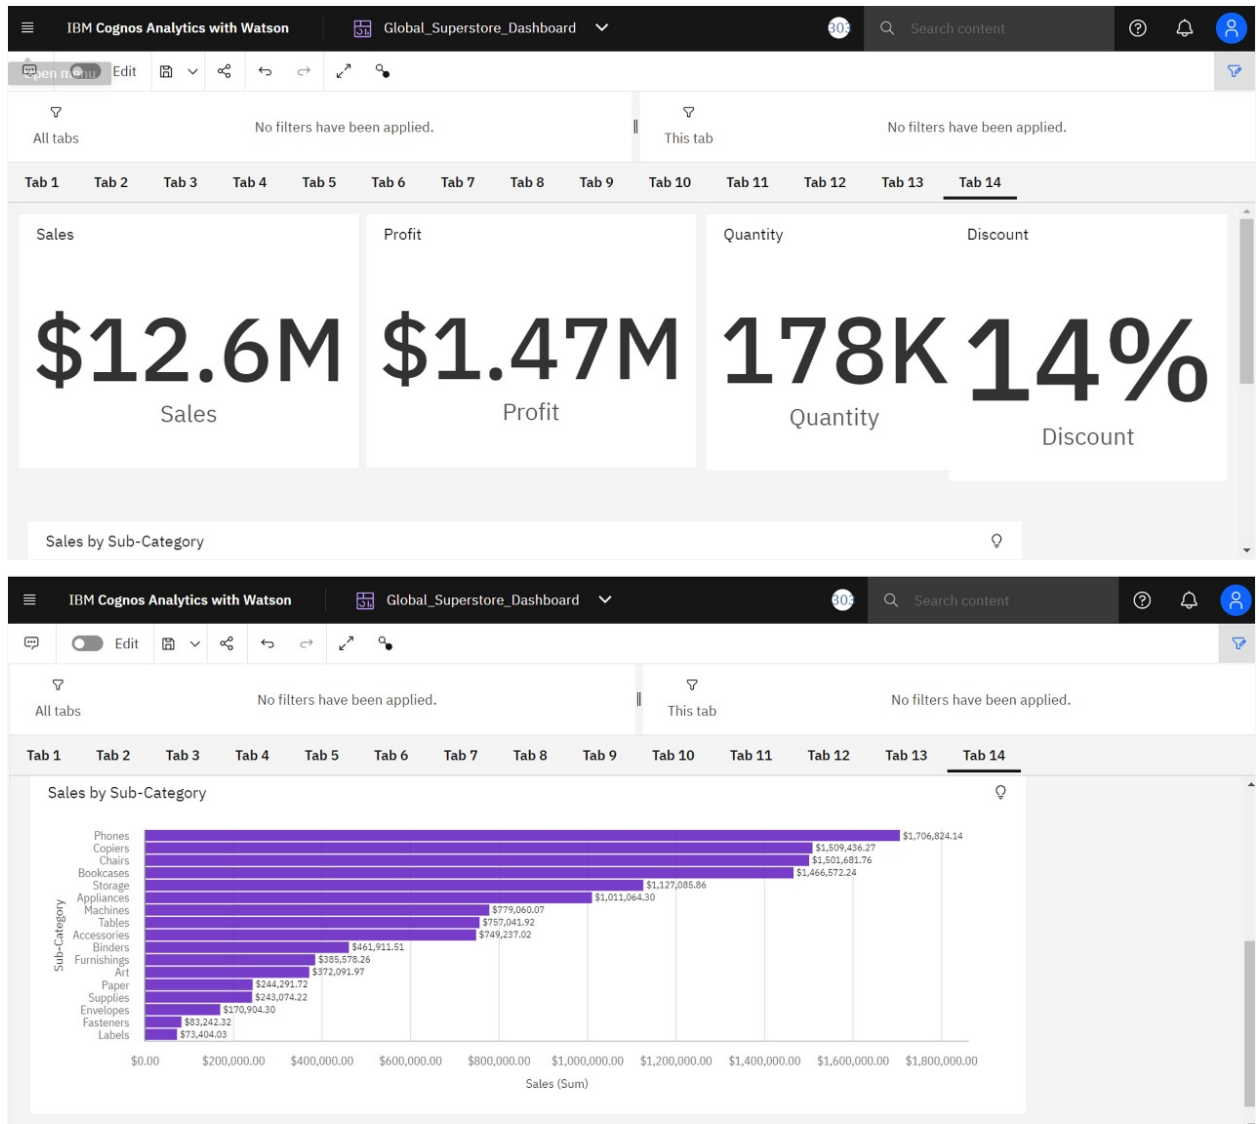 IBM Cognos Analytics with Watson Global_Superstore_Dashboard Search content
Edit
All tabs No filters have been applied. This tab No filters have been applied.
Tab 1 Tab 2 Tab 3 Tab 4 Tab 5 Tab 6 Tab 7 Tab 8 Tab 9 Tab 10 Tab 11 Tab 12 Tab 13 Tab 14
Sales Profit Quantity Discount
$12.6M $1.47M 178K 14%
Sales Profit Quantity Discount
Sales by Sub-Category
IBM Cognos Analytics with Watson Global_Superstore_Dashboard Search content
Edit
All tabs No filters have been applied. This tab No filters have been applied.
Tab 1 Tab 2 Tab 3 Tab 4 Tab 5 Tab 6 Tab 7 Tab 8 Tab 9 Tab 10 Tab 11 Tab 12 Tab 13 Tab 14
Sales by Sub-Category
Sub-Category
Phones $1,706,824.14
Copiers $1,509,436.27
Chairs $1,501,681.76
Bookcases $1,466,572.24
Storage $1,127,085.86
Appliances $1,011,064.30
Machines $779,060.07
Tables $757,041.92
Accessories $749,237.02
Binders $461,911.51
Furnishings $385,578.26
Art $372,091.97
Paper $244,291.72
Supplies $243,074.22
Envelopes $170,904.30
Fasteners $83,242.32
Labels $73,404.03
$0.00 $200,000.00 $400,000.00 $600,000.00 $800,000.00 $1,000,000.00 $1,200,000.00 $1,400,000.00 $1,600,000.00 $1,800,000.00
Sales (Sum)